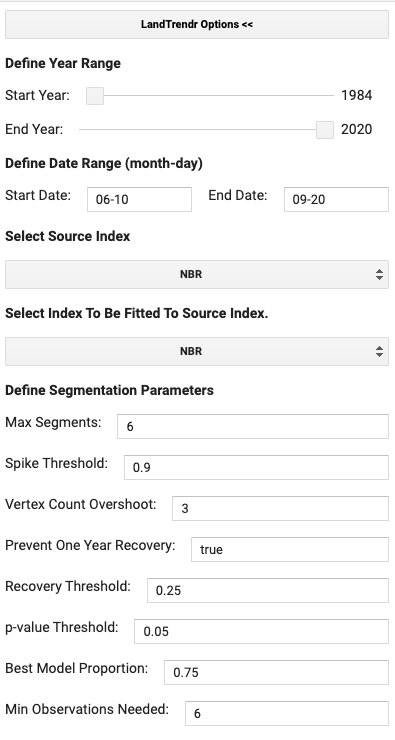 LandTrendr Options <<
Define Year Range
Start Year: 1984
End Year: 2020
Define Date Range (month-day)
Start Date: 06-10 End Date: 09-20
Select Source Index
NBR
Select Index To Be Fitted To Source Index.
NBR
Define Segmentation Parameters
Max Segments: 6
Spike Threshold: 0.9
Vertex Count Overshoot: 3
Prevent One Year Recovery: true
Recovery Threshold: 0.25
p-value Threshold: 0.05
Best Model Proportion: 0.75
Min Observations Needed: 6